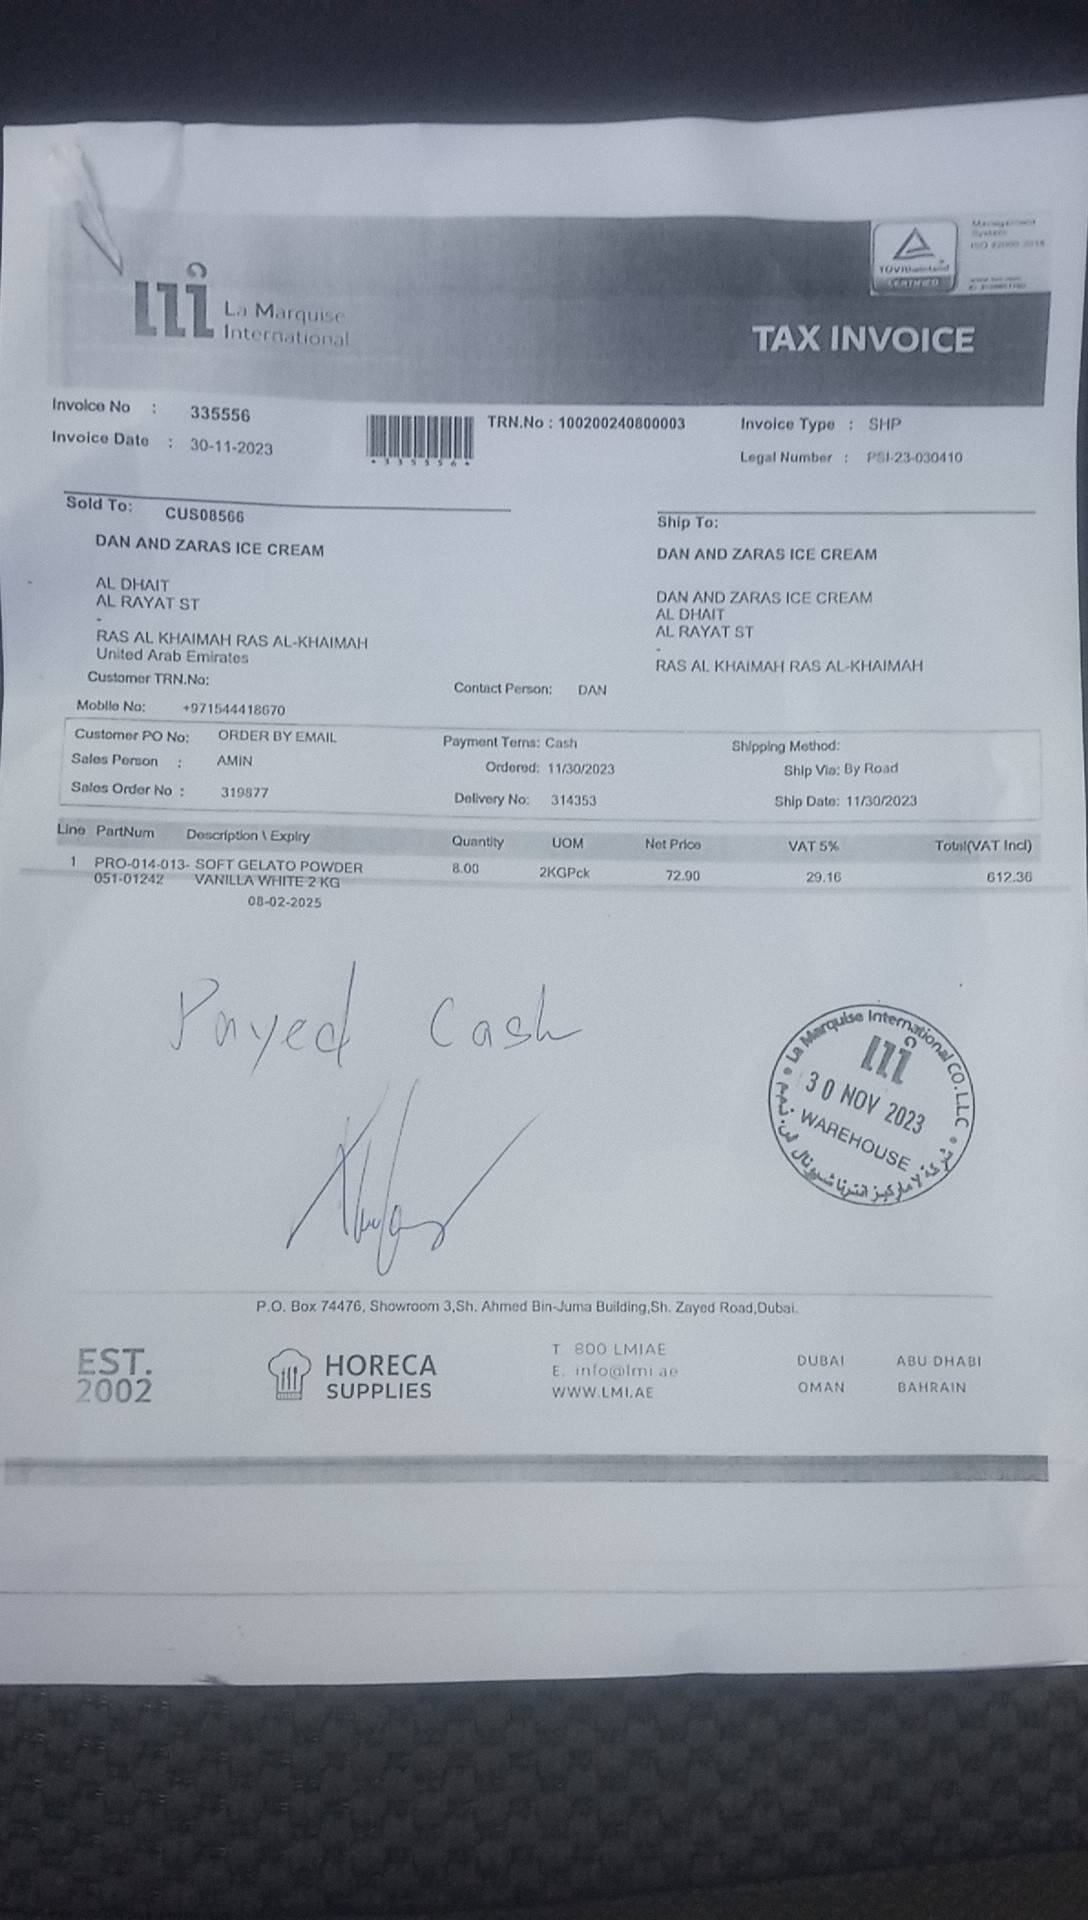 Management
System
ISO 22000:2018
TÜVRheinland
CERTIFIED
La Marquise
International
TAX INVOICE
Invoice No : 335556
Invoice Date : 30-11-2023
*335556*
TRN.No : 100200240800003
Invoice Type : SHP
Legal Number : PSI-23-030410
Sold To: CUS08566
DAN AND ZARAS ICE CREAM
AL DHAIT
AL RAYAT ST
-
RAS AL KHAIMAH RAS AL-KHAIMAH
United Arab Emirates
Customer TRN.No:
Mobile No: +971544418670
Ship To:
DAN AND ZARAS ICE CREAM
DAN AND ZARAS ICE CREAM
AL DHAIT
AL RAYAT ST
-
RAS AL KHAIMAH RAS AL-KHAIMAH
Contact Person: DAN
Customer PO No: ORDER BY EMAIL
Sales Person : AMIN
Sales Order No : 319877
Payment Terms: Cash
Ordered: 11/30/2023
Delivery No: 314353
Shipping Method:
Ship Via: By Road
Ship Date: 11/30/2023
Line PartNum Description \ Expiry Quantity UOM Net Price VAT 5% Total(VAT Incl)
1 PRO-014-013- SOFT GELATO POWDER 8.00 2KGPck 72.90 29.16 612.36
051-01242 VANILLA WHITE 2 KG
08-02-2025
Payed Cash
La Marquise International CO. L.L.C
30 NOV 2023
WAREHOUSE
شركة لا ماركيز انترناشيونال ش.ذ.م.م
P.O. Box 74476, Showroom 3,Sh. Ahmed Bin-Juma Building,Sh. Zayed Road,Dubai.
EST.
2002
HORECA
SUPPLIES
T. 800 LMIAE
E. info@lmi.ae
WWW.LMI.AE
DUBAI ABU DHABI
OMAN BAHRAIN